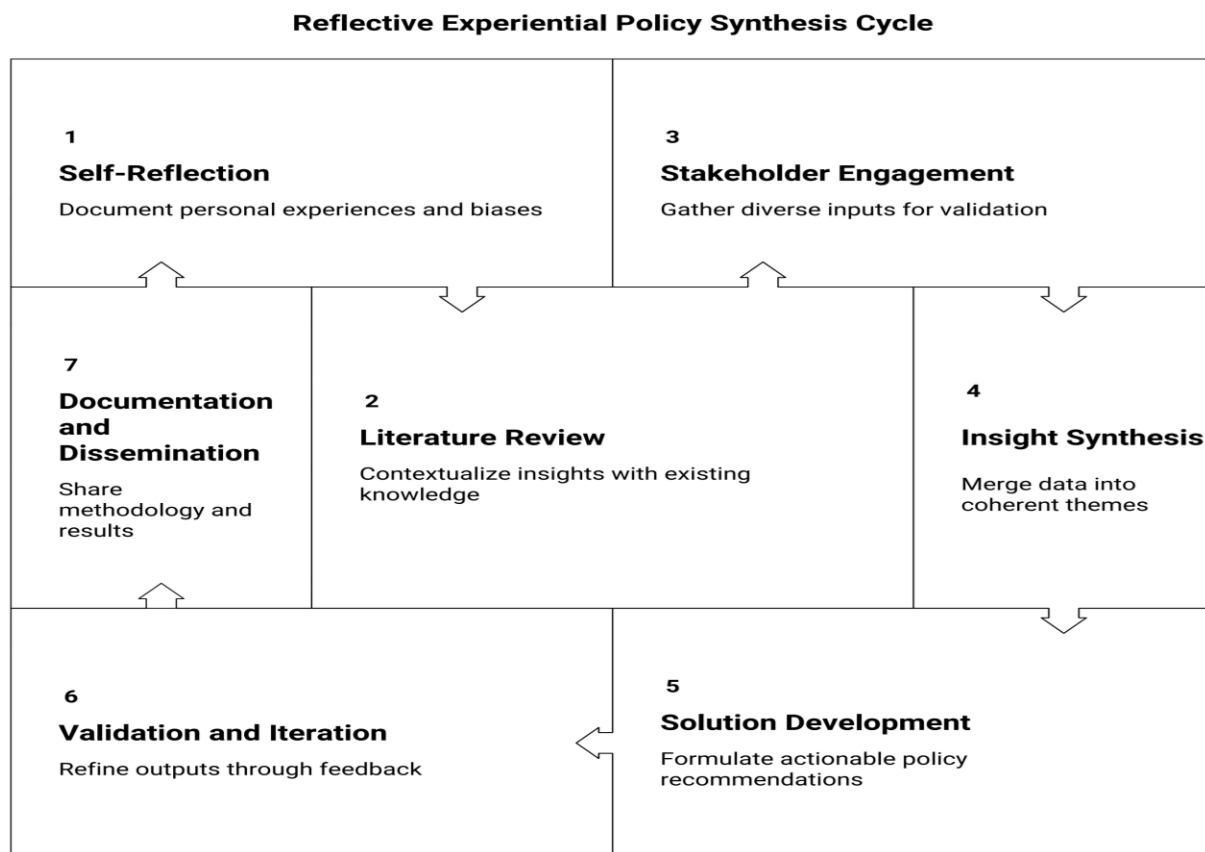 Reflective Experiential Policy Synthesis Cycle
1
Self-Reflection
Document personal experiences and biases
3
Stakeholder Engagement
Gather diverse inputs for validation
7
Documentation
and
Dissemination
Share
methodology and
results
2
Literature Review
Contextualize insights with existing
knowledge
4
Insight Synthesis
Merge data into
coherent themes
6
Validation and Iteration
Refine outputs through feedback
5
Solution Development
Formulate actionable policy
recommendations